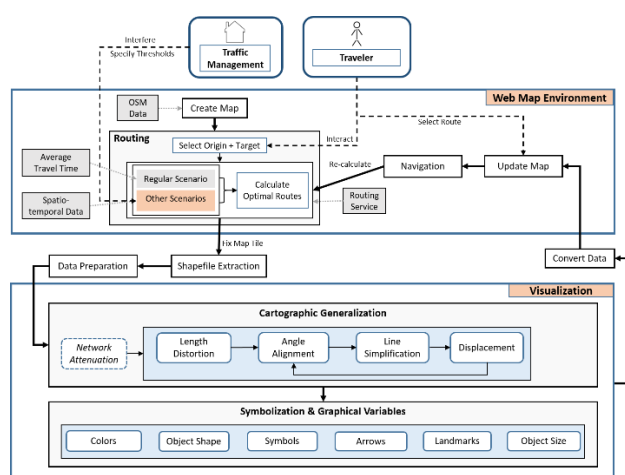 Interfere
Specify Thresholds
Traffic
Management
Traveler
Web Map Environment
OSM
Data
Create Map
Select Route
Routing
Interact
Select Origin + Target
Average
Travel Time
Re-calculate
Navigation
Update Map
Regular Scenario
Calculate
Optimal Routes
Spatio-
temporal Data
Other Scenarios
Routing
Service
Fix Map Tile
Data Preparation
Shapefile Extraction
Convert Data
Visualization
Cartographic Generalization
Network
Attenuation
Length
Distortion
Angle
Alignment
Line
Simplification
Displacement
Symbolization & Graphical Variables
Colors
Object Shape
Symbols
Arrows
Landmarks
Object Size